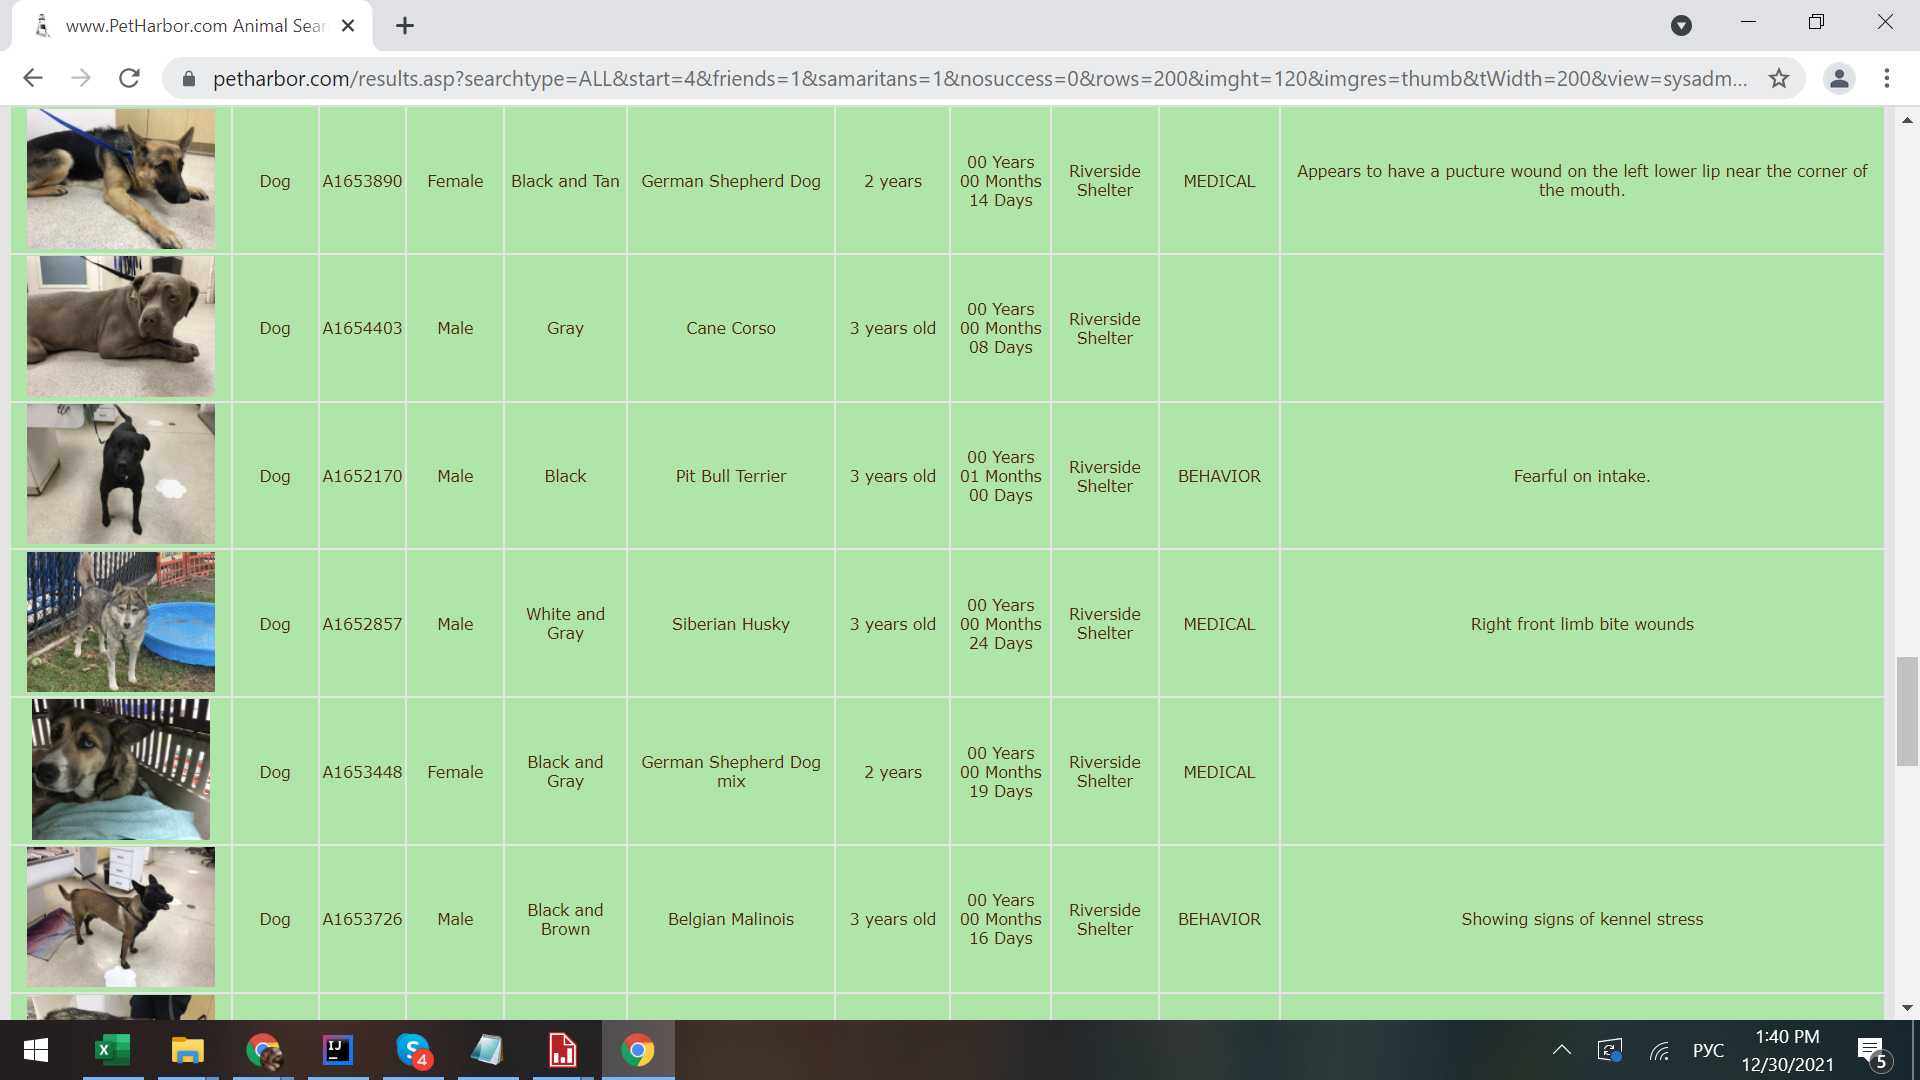 www.PetHarbor.com Animal Sear
petharbor.com/results.asp?searchtype=ALL&start=4&friends=1&samaritans=1&nosuccess=0&rows=200&imght=120&imgres=thumb&tWidth=200&view=sysadm...
Dog A1653890 Female Black and Tan German Shepherd Dog 2 years 00 Years
00 Months
14 Days
Riverside
Shelter
MEDICAL
Appears to have a pucture wound on the left lower lip near the corner of
the mouth.
Dog A1654403 Male Gray Cane Corso 3 years old 00 Years
00 Months
08 Days
Riverside
Shelter
Dog A1652170 Male Black Pit Bull Terrier 3 years old 00 Years
01 Months
00 Days
Riverside
Shelter
BEHAVIOR
Fearful on intake.
Dog A1652857 Male White and
Gray
Siberian Husky 3 years old 00 Years
00 Months
24 Days
Riverside
Shelter
MEDICAL
Right front limb bite wounds
Dog A1653448 Female Black and
Gray
German Shepherd Dog
mix
2 years 00 Years
00 Months
19 Days
Riverside
Shelter
MEDICAL
Dog A1653726 Male Black and
Brown
Belgian Malinois 3 years old 00 Years
00 Months
16 Days
Riverside
Shelter
BEHAVIOR
Showing signs of kennel stress
X
IJ
S
4
РУС
1:40 PM
12/30/2021
5